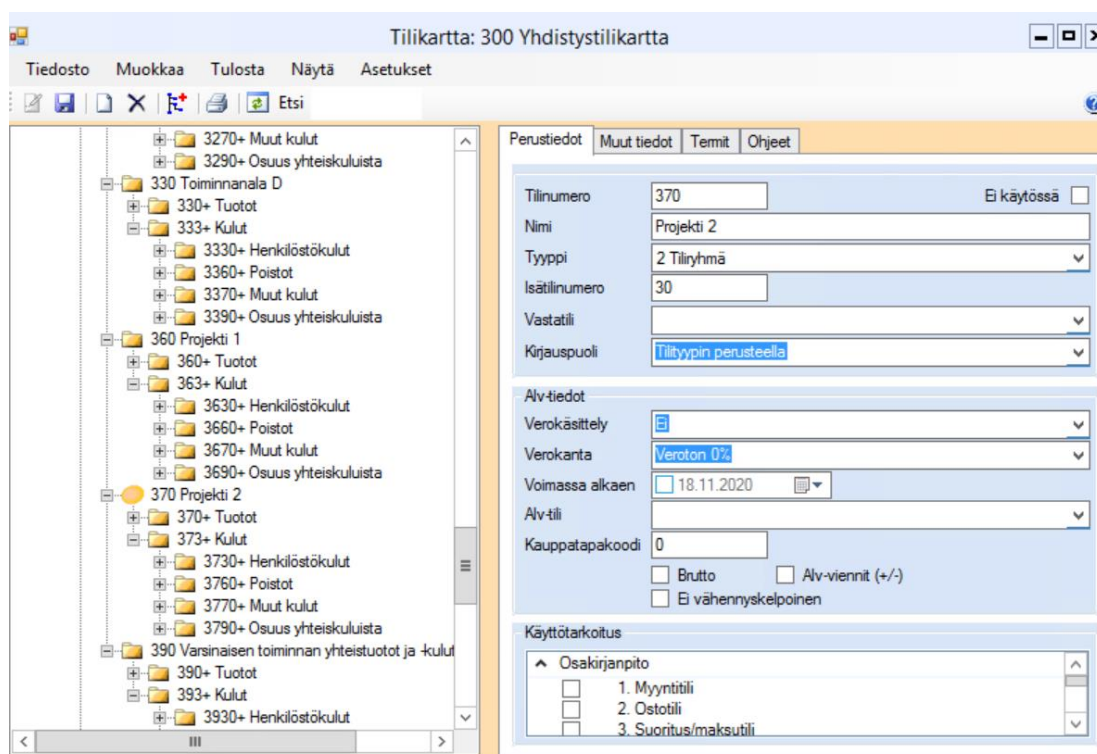 Tilikartta: 300 Yhdistystilikartta
Tiedosto Muokkaa Tulosta Näytä Asetukset
Etsi
3270+ Muut kulut
3290+ Osuus yhteiskuluista
330 Toiminnanala D
330+ Tuotot
333+ Kulut
3330+ Henkilöstökulut
3360+ Poistot
3370+ Muut kulut
3390+ Osuus yhteiskuluista
360 Projekti 1
360+ Tuotot
363+ Kulut
3630+ Henkilöstökulut
3660+ Poistot
3670+ Muut kulut
3690+ Osuus yhteiskuluista
370 Projekti 2
370+ Tuotot
373+ Kulut
3730+ Henkilöstökulut
3760+ Poistot
3770+ Muut kulut
3790+ Osuus yhteiskuluista
390 Varsinaisen toiminnan yhteistuotot ja -kulut
390+ Tuotot
393+ Kulut
3930+ Henkilöstökulut
Perustiedot Muut tiedot Termit Ohjeet
Tilinumero 370 Ei käytössä
Nimi Projekti 2
Tyyppi 2 Tiliryhmä
Isätilinumero 30
Vastatili
Kirjauspuoli Tilityypin perusteella
Alv-tiedot
Verokäsittely Ei
Verokanta Veroton 0%
Voimassa alkaen 18.11.2020
Alv-tili
Kauppatapakoodi 0
Brutto Alv-viennit (+/-)
Ei vähennyskelpoinen
Käyttötarkoitus
Osakirjanpito
1. Myyntitili
2. Ostotili
3. Suoritus/maksutili